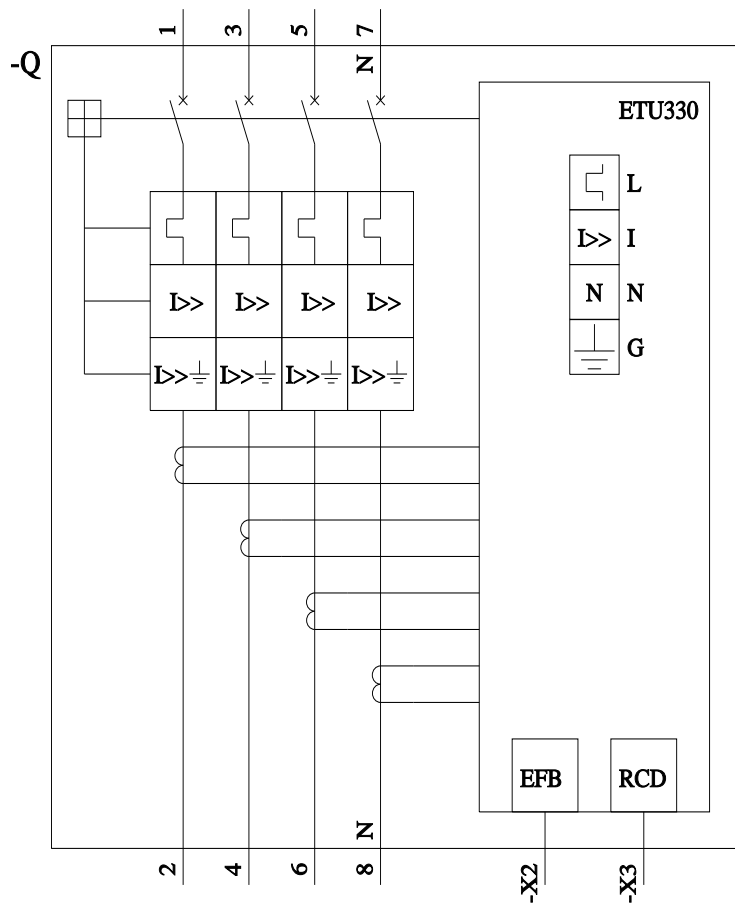 1 3 5 7
N
-Q
ETU330
L
I>> I
N N
G
I>> I>> I>> I>>
I>> I>> I>> I>>
N
EFB RCD
2 4 6 8
-X2 -X3